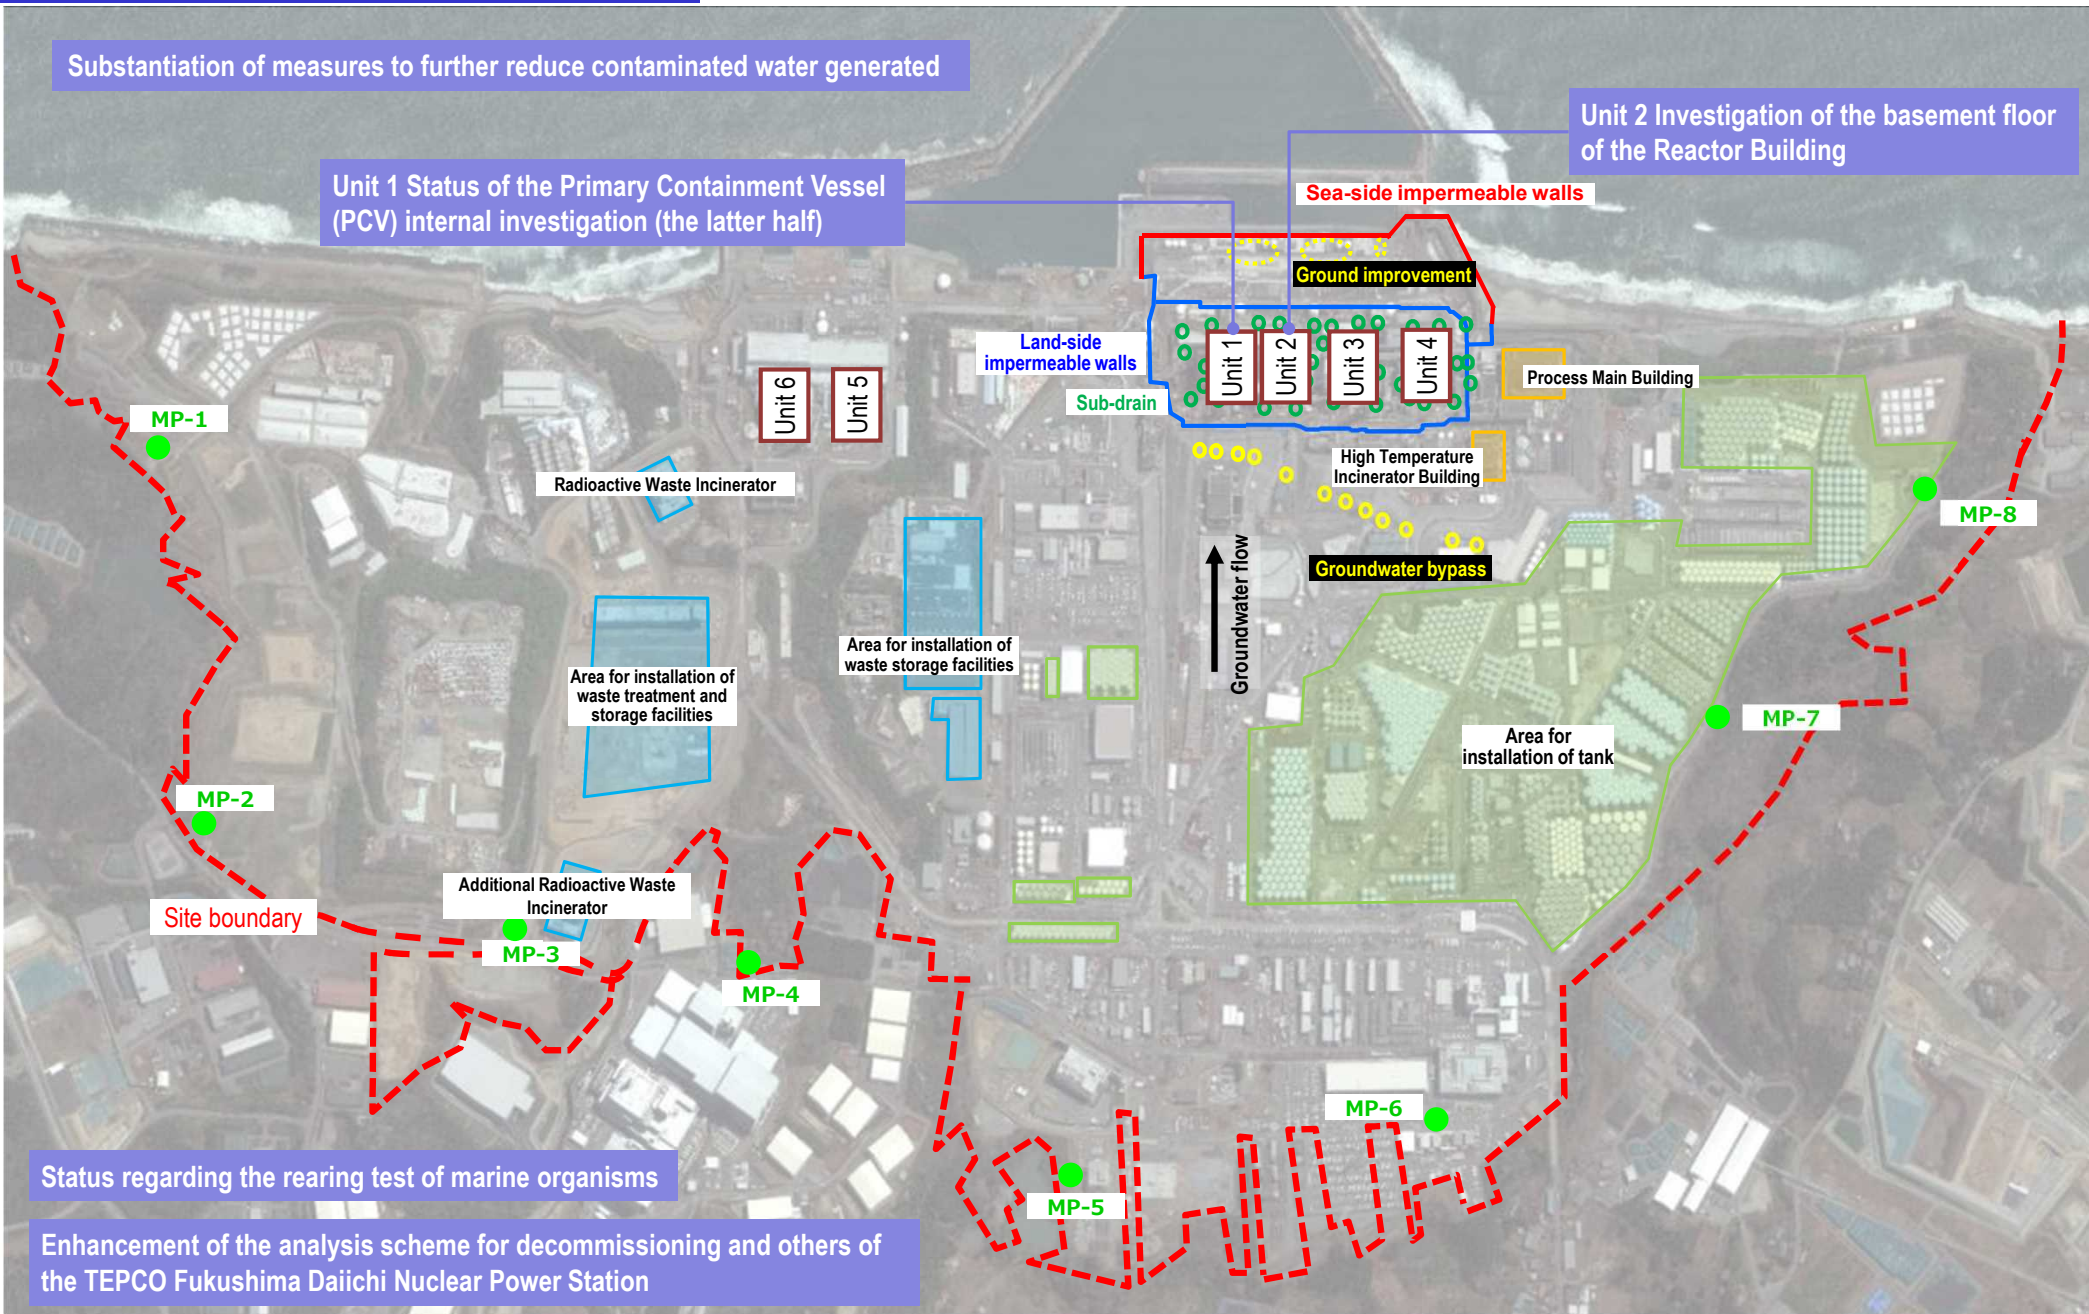 Substantiation of measures to further reduce contaminated water generated
Unit 2 Investigation of the basement floor
of the Reactor Building
Unit 1 Status of the Primary Containment Vessel
(PCV) internal investigation (the latter half)
Sea-side impermeable walls
Ground improvement
Land-side
impermeable walls
Unit 1
Unit 2
Unit 3
Unit 4
Process Main Building
Sub-drain
Unit 6
Unit 5
MP-1
High Temperature
Incinerator Building
Radioactive Waste Incinerator
MP-8
Groundwater bypass
Groundwater flow
Area for installation of
waste storage facilities
Area for installation of
waste treatment and
storage facilities
MP-7
Area for
installation of tank
MP-2
Additional Radioactive Waste
Incinerator
Site boundary
MP-3
MP-4
MP-6
MP-5
Status regarding the rearing test of marine organisms
Enhancement of the analysis scheme for decommissioning and others of
the TEPCO Fukushima Daiichi Nuclear Power Station